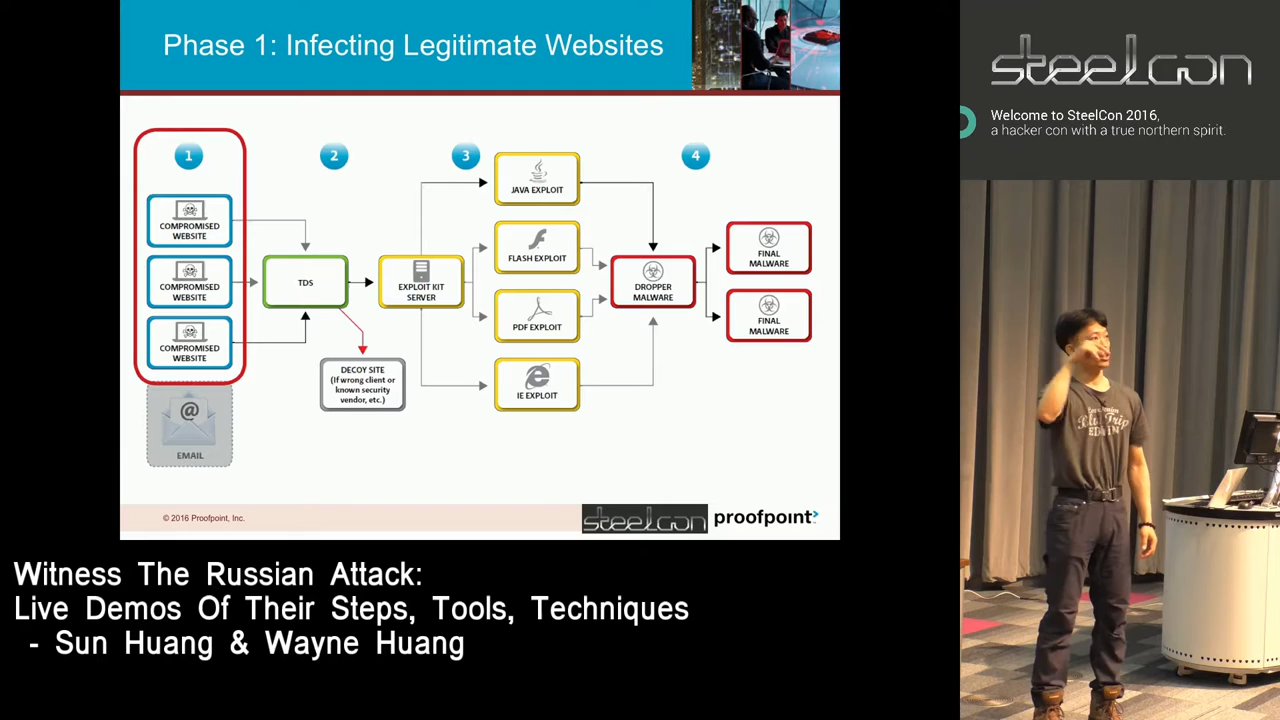 Phase 1: Infecting Legitimate Websites
steelcon
Welcome to SteelCon 2016,
a hacker con with a true northern spirit.
1
2
3
4
COMPROMISED
WEBSITE
COMPROMISED
WEBSITE
COMPROMISED
WEBSITE
@
EMAIL
TDS
DECOY SITE
(If wrong client or
known security
vendor, etc.)
EXPLOIT KIT
SERVER
JAVA EXPLOIT
FLASH EXPLOIT
PDF EXPLOIT
IE EXPLOIT
DROPPER
MALWARE
FINAL
MALWARE
FINAL
MALWARE
© 2016 Proofpoint, Inc.
steelcon
proofpoint
Witness The Russian Attack:
Live Demos Of Their Steps, Tools, Techniques
- Sun Huang & Wayne Huang